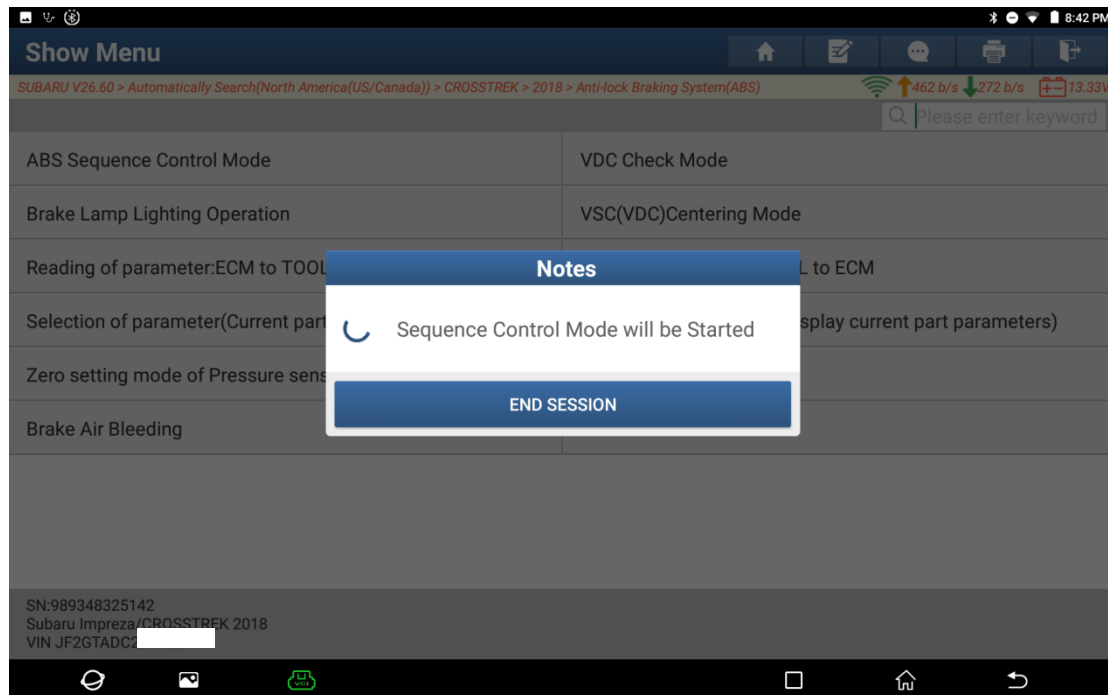 8:42 PM
Show Menu
SUBARU V26.60 > Automatically Search(North America(US/Canada)) > CROSSTREK > 2018 > Anti-lock Braking System(ABS)
462 b/s 272 b/s 13.33V
Please enter keyword
ABS Sequence Control Mode
VDC Check Mode
Brake Lamp Lighting Operation
VSC(VDC)Centering Mode
Reading of parameter:ECM to TOOL
L to ECM
Selection of parameter(Current part
splay current part parameters)
Zero setting mode of Pressure sens
Brake Air Bleeding
Notes
Sequence Control Mode will be Started
END SESSION
SN:989348325142
Subaru Impreza/CROSSTREK 2018
VIN JF2GTADC2
VCI